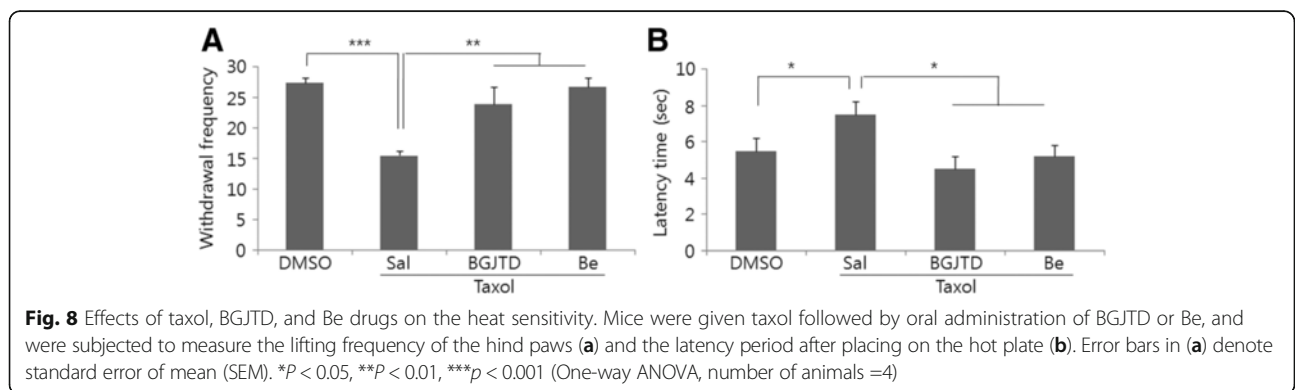 A
*** **
30
25
20
15
10
5
0
Withdrawal frequency
DMSO Sal BGJTD Be
Taxol
B
* *
10
8
6
4
2
0
Latency time (sec)
DMSO Sal BGJTD Be
Taxol
Fig. 8 Effects of taxol, BGJTD, and Be drugs on the heat sensitivity. Mice were given taxol followed by oral administration of BGJTD or Be, and
were subjected to measure the lifting frequency of the hind paws (a) and the latency period after placing on the hot plate (b). Error bars in (a) denote
standard error of mean (SEM). *P < 0.05, **P < 0.01, ***p < 0.001 (One-way ANOVA, number of animals =4)